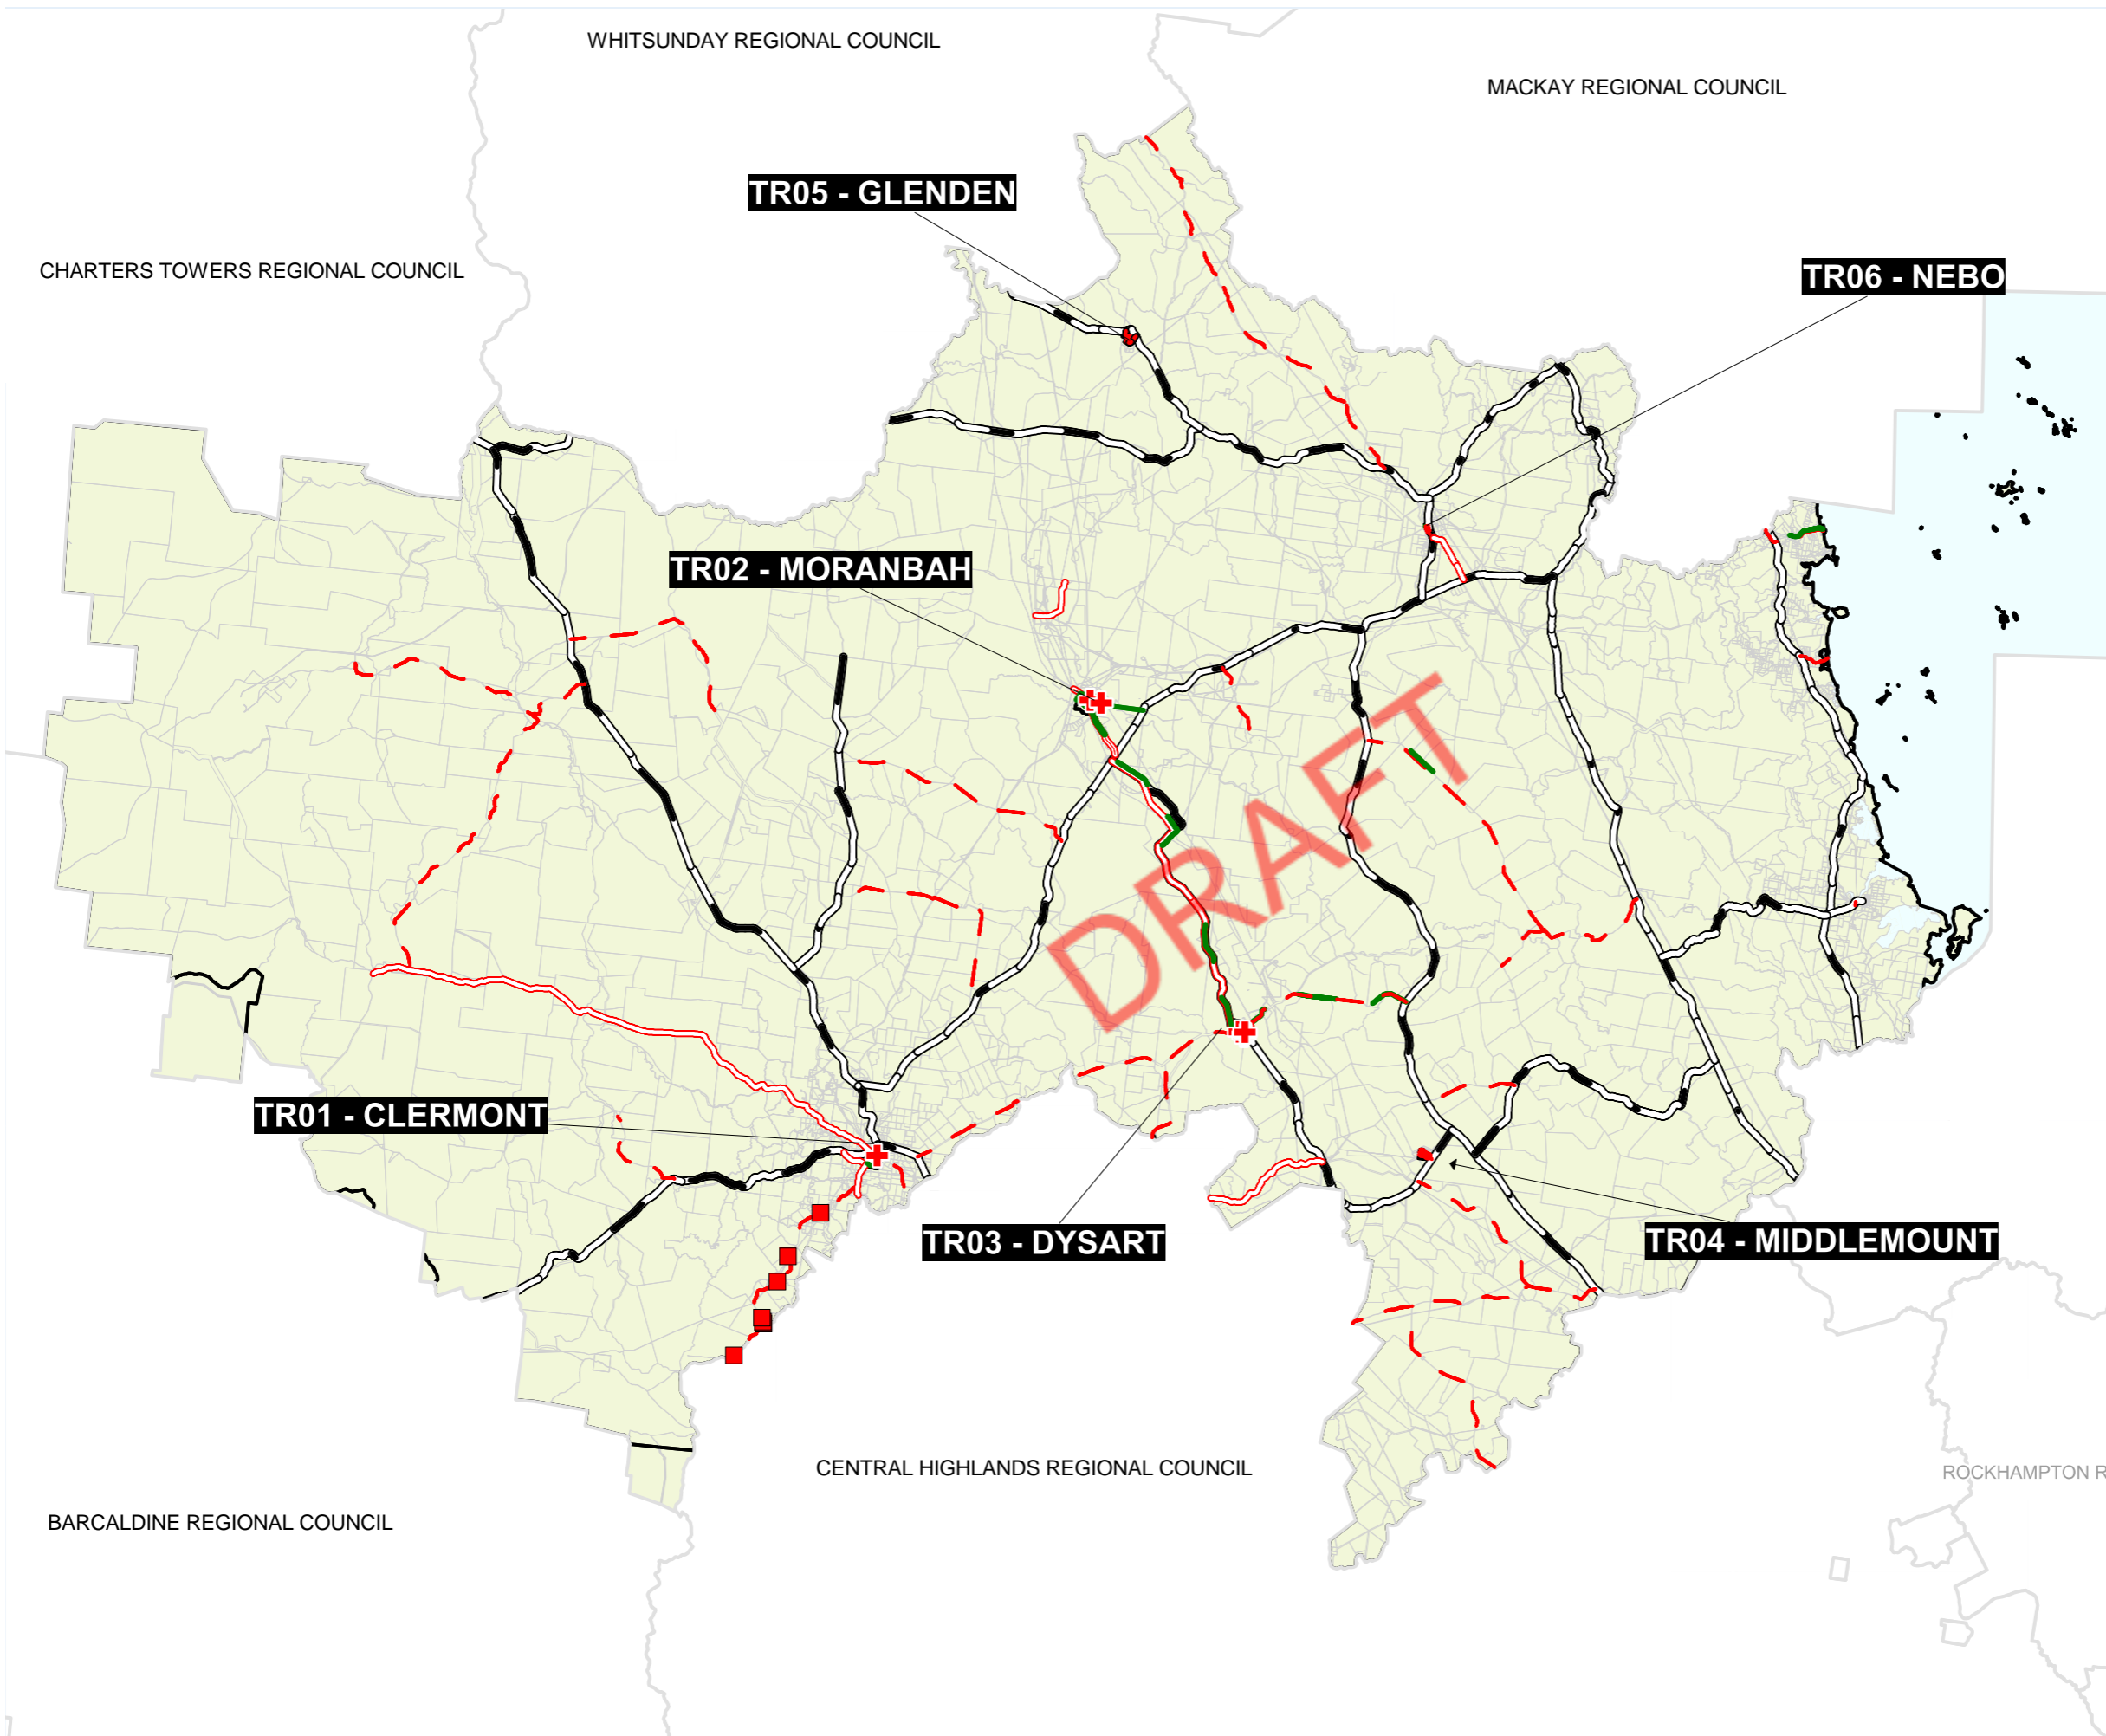 WHITSUNDAY REGIONAL COUNCIL
MACKAY REGIONAL COUNCIL
TR05 - GLENDEN
CHARTERS TOWERS REGIONAL COUNCIL
TR06 - NEBO
TR02 - MORANBAH
DRAFT
TR01 - CLERMONT
TR03 - DYSART
TR04 - MIDDLEMOUNT
CENTRAL HIGHLANDS REGIONAL COUNCIL
ROCKHAMPTON R
BARCALDINE REGIONAL COUNCIL